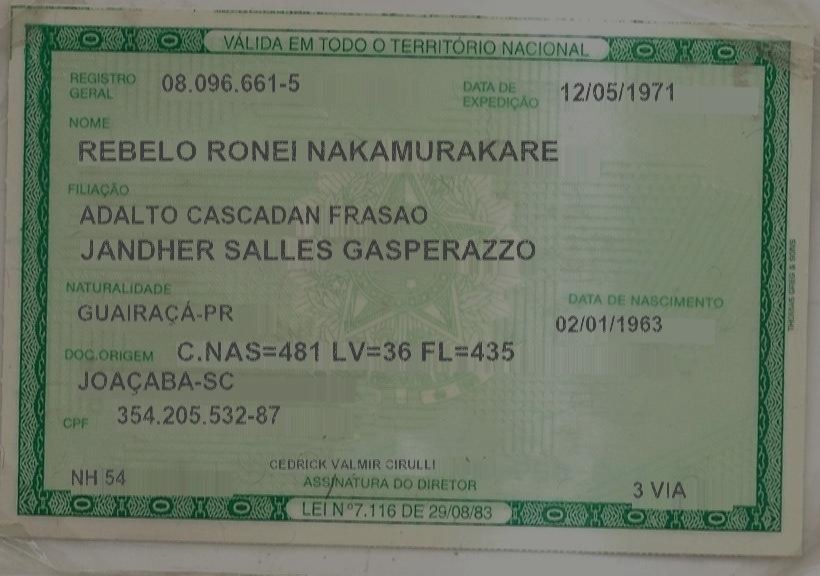 VÁLIDA EM TODO O TERRITÓRIO NACIONAL
REGISTRO GERAL 08.096.661-5 DATA DE EXPEDIÇÃO 12/05/1971
NOME
REBELO RONEI NAKAMURAKARE
FILIAÇÃO
ADALTO CASCADAN FRASAO
JANDHER SALLES GASPERAZZO
NATURALIDADE DATA DE NASCIMENTO
GUAIRAÇÁ-PR 02/01/1963
DOC.ORIGEM C.NAS=481 LV=36 FL=435
JOAÇABA-SC
CPF 354.205.532-87
CEDRICK VALMIR CIRULLI
NH 54 ASSINATURA DO DIRETOR 3 VIA
LEI Nº7.116 DE 29/08/83